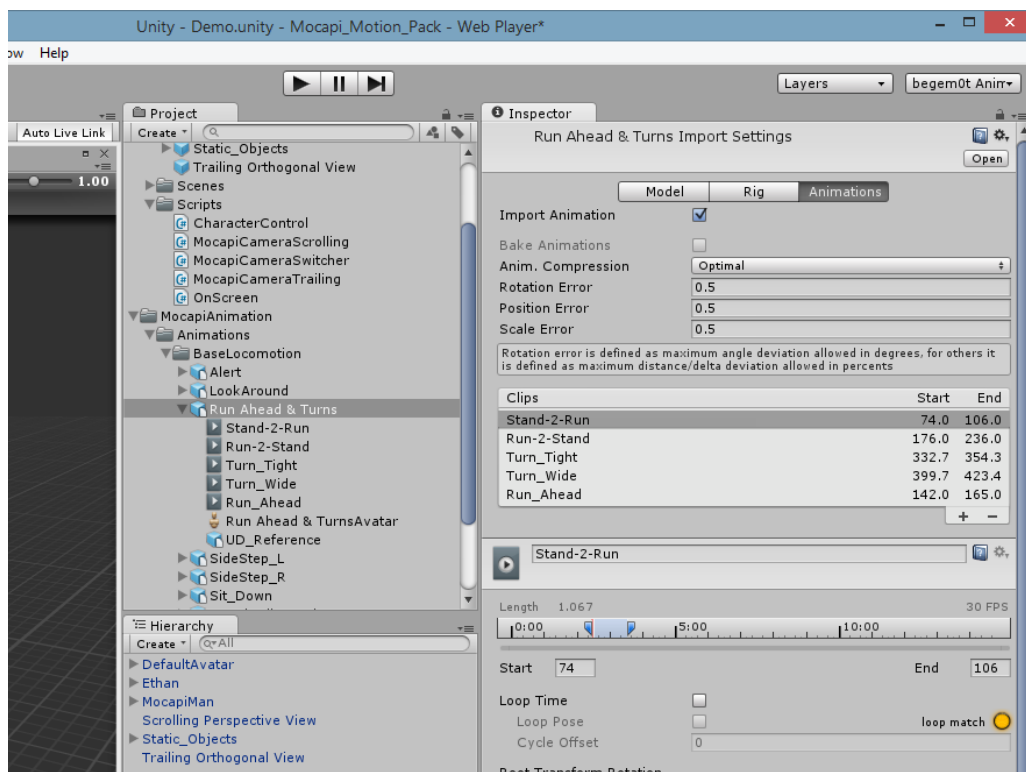 Unity - Demo.unity - Mocapi_Motion_Pack - Web Player*
Help
Layers
begem0t Anim
Auto Live Link
1.00
Project
Create
Static_Objects
Trailing Orthogonal View
Scenes
Scripts
CharacterControl
MocapiCameraScrolling
MocapiCameraSwitcher
MocapiCameraTrailing
OnScreen
MocapiAnimation
Animations
BaseLocomotion
Alert
LookAround
Run Ahead & Turns
Stand-2-Run
Run-2-Stand
Turn_Tight
Turn_Wide
Run_Ahead
Run Ahead & TurnsAvatar
UD_Reference
SideStep_L
SideStep_R
Sit_Down
Hierarchy
Create All
DefaultAvatar
Ethan
MocapiMan
Scrolling Perspective View
Static_Objects
Trailing Orthogonal View
Inspector
Run Ahead & Turns Import Settings
Open
Model Rig Animations
Import Animation
Bake Animations
Anim. Compression Optimal
Rotation Error 0.5
Position Error 0.5
Scale Error 0.5
Rotation error is defined as maximum angle deviation allowed in degrees, for others it
is defined as maximum distance/delta deviation allowed in percents
Clips Start End
Stand-2-Run 74.0 106.0
Run-2-Stand 176.0 236.0
Turn_Tight 332.7 354.3
Turn_Wide 399.7 423.4
Run_Ahead 142.0 165.0
+ −
Stand-2-Run
Length 1.067 30 FPS
0:00 5:00 10:00
Start 74 End 106
Loop Time
Loop Pose loop match
Cycle Offset 0
Root Transform Rotation